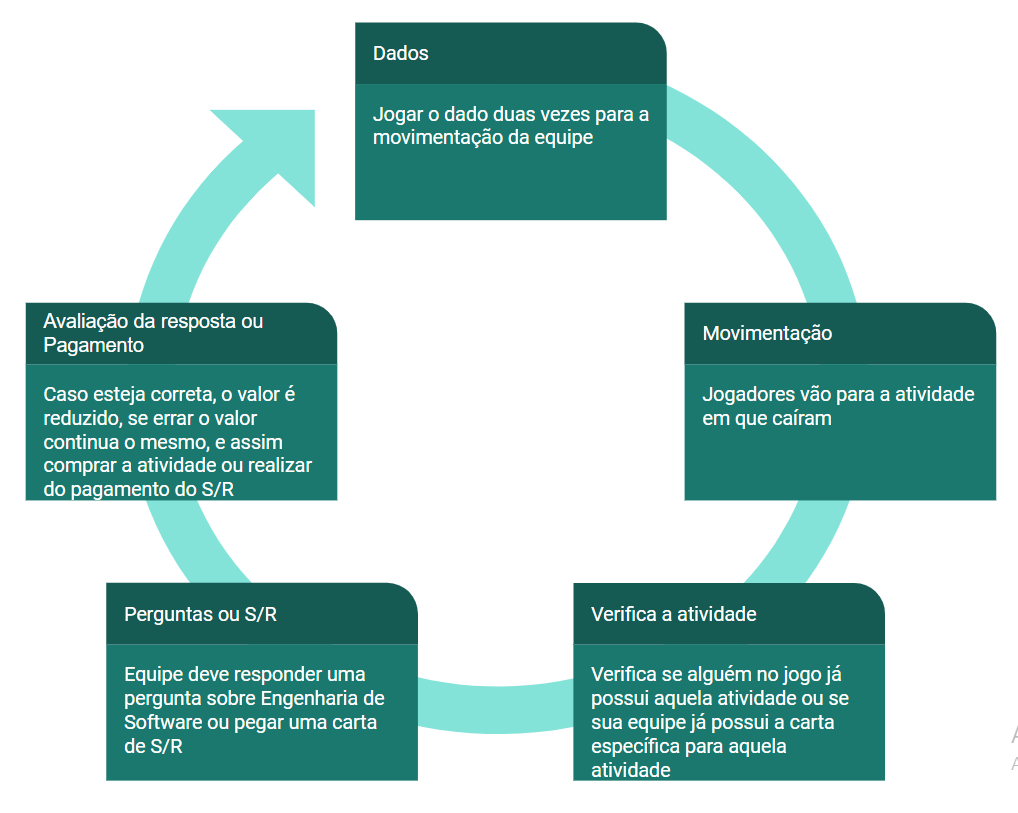 Dados
Jogar o dado duas vezes para a
movimentação da equipe
Movimentação
Jogadores vão para a atividade
em que caíram
Verifica a atividade
Verifica se alguém no jogo já
possui aquela atividade ou se
sua equipe já possui a carta
específica para aquela
atividade
Perguntas ou S/R
Equipe deve responder uma
pergunta sobre Engenharia de
Software ou pegar uma carta
de S/R
Avaliação da resposta ou
Pagamento
Caso esteja correta, o valor é
reduzido, se errar o valor
continua o mesmo, e assim
comprar a atividade ou realizar
do pagamento do S/R